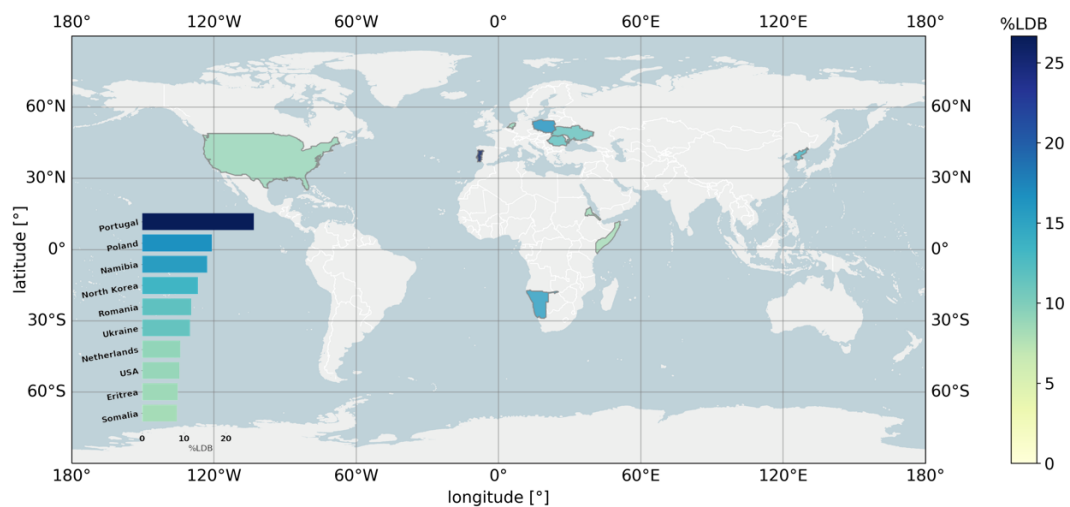 180° 120°W 60°W 0° 60°E 120°E 180°
%LDB
25
60°N 60°N
20
30°N 30°N
Portugal
15
latitude [°]
Poland
0° 0°
Namibia
North Korea
10
Romania
30°S 30°S
Ukraine
Netherlands
5
USA
60°S 60°S
Eritrea
Somalia
0 10 20
%LDB
0
180° 120°W 60°W 0° 60°E 120°E 180°
longitude [°]